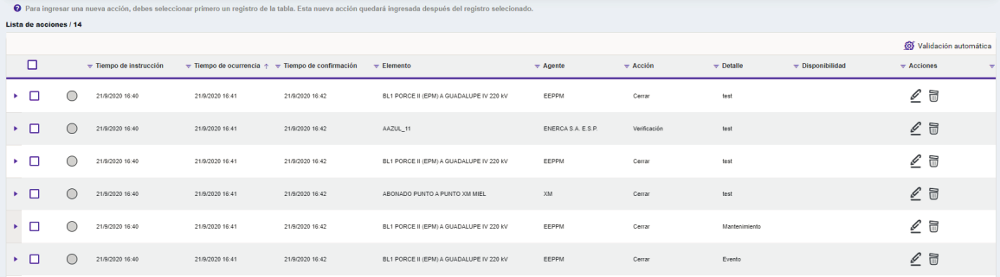 Para ingresar una nueva acción, debes seleccionar primero un registro de la tabla. Esta nueva acción quedará ingresada después del registro selecionado.
Lista de acciones / 14
Validación automática
Tiempo de instrucción Tiempo de ocurrencia Tiempo de confirmación Elemento Agente Acción Detalle Disponibilidad Acciones
21/9/2020 16:40 21/9/2020 16:41 21/9/2020 16:42 BL1 PORCE II (EPM) A GUADALUPE IV 220 kV EEPPM Cerrar test
21/9/2020 16:40 21/9/2020 16:41 21/9/2020 16:42 AAZUL_11 ENERCA S.A. E.S.P. Verificación test
21/9/2020 16:40 21/9/2020 16:41 21/9/2020 16:42 BL1 PORCE II (EPM) A GUADALUPE IV 220 kV EEPPM Cerrar test
21/9/2020 16:40 21/9/2020 16:41 21/9/2020 16:42 ABONADO PUNTO A PUNTO XM MIEL XM Cerrar test
21/9/2020 16:40 21/9/2020 16:41 21/9/2020 16:42 BL1 PORCE II (EPM) A GUADALUPE IV 220 kV EEPPM Cerrar Mantenimiento
21/9/2020 16:40 21/9/2020 16:41 21/9/2020 16:42 BL1 PORCE II (EPM) A GUADALUPE IV 220 kV EEPPM Cerrar Evento